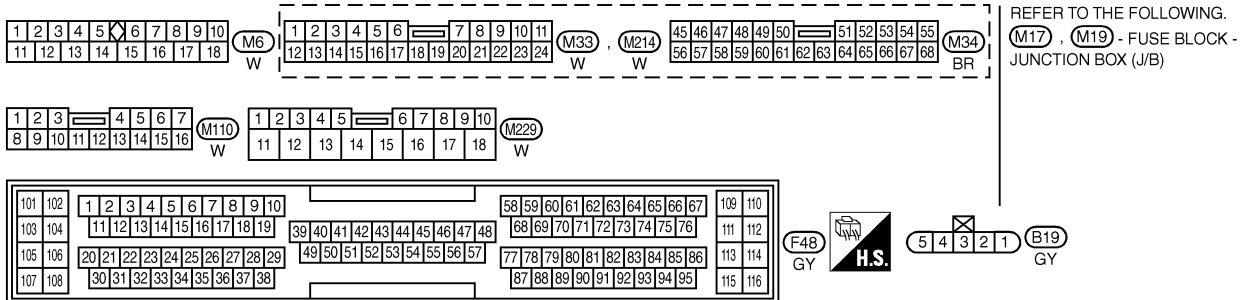 1 2 3 4 5 6 7 8 9 10
11 12 13 14 15 16 17 18
M6
W
1 2 3 4 5 6 7 8 9 10 11
12 13 14 15 16 17 18 19 20 21 22 23 24
M33 , M214
W W
45 46 47 48 49 50 51 52 53 54 55
56 57 58 59 60 61 62 63 64 65 66 67 68
M34
BR
REFER TO THE FOLLOWING.
M17 , M19 - FUSE BLOCK -
JUNCTION BOX (J/B)
1 2 3 4 5 6 7
8 9 10 11 12 13 14 15 16
M110
W
1 2 3 4 5 6 7 8 9 10
11 12 13 14 15 16 17 18
M229
W
101 102
103 104
105 106
107 108
1 2 3 4 5 6 7 8 9 10
11 12 13 14 15 16 17 18 19
20 21 22 23 24 25 26 27 28 29
30 31 32 33 34 35 36 37 38
39 40 41 42 43 44 45 46 47 48
49 50 51 52 53 54 55 56 57
58 59 60 61 62 63 64 65 66 67
68 69 70 71 72 73 74 75 76
77 78 79 80 81 82 83 84 85 86
87 88 89 90 91 92 93 94 95
109 110
111 112
113 114
115 116
F48
GY
H.S.
5 4 3 2 1
B19
GY